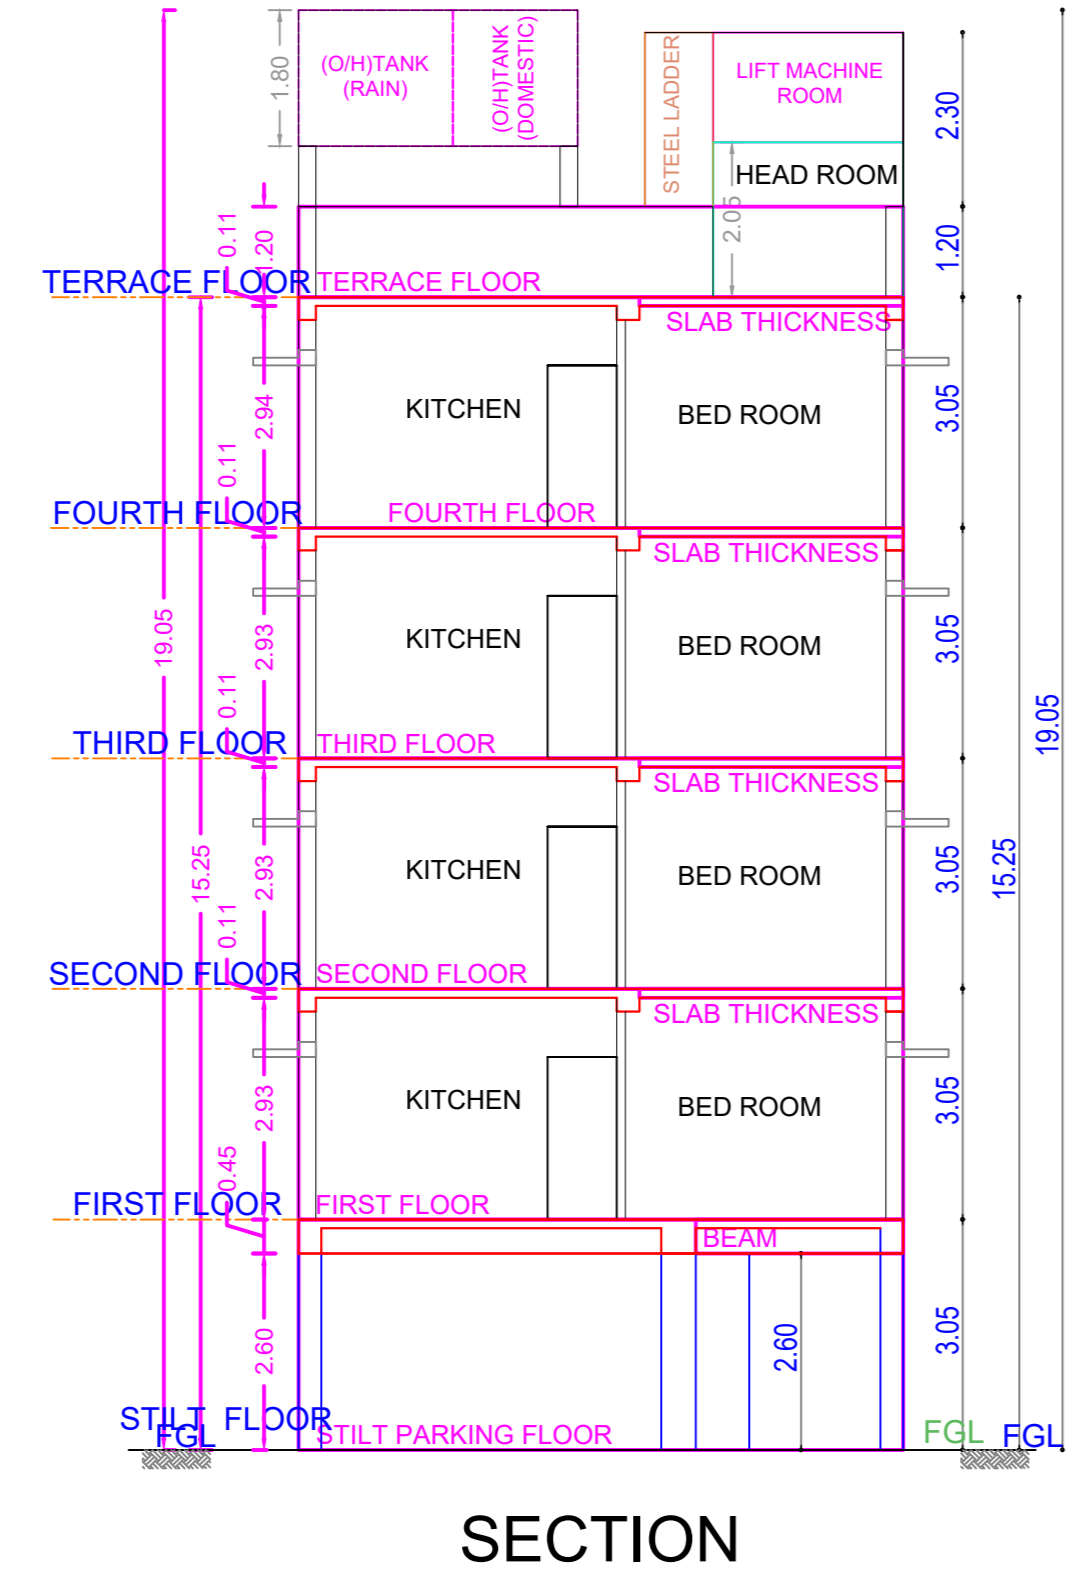 (O/H)TANK
(RAIN)
(O/H)TANK
(DOMESTIC)
1.80
STEEL LADDER
LIFT MACHINE
ROOM
2.30
HEAD ROOM
2.05
0.11
1.20
1.20
TERRACE FLOOR
TERRACE FLOOR
SLAB THICKNESS
KITCHEN
BED ROOM
2.94
3.05
0.11
FOURTH FLOOR
FOURTH FLOOR
SLAB THICKNESS
KITCHEN
BED ROOM
19.05
2.93
3.05
0.11
19.05
THIRD FLOOR
THIRD FLOOR
SLAB THICKNESS
KITCHEN
BED ROOM
15.25
2.93
3.05
15.25
0.11
SECOND FLOOR
SECOND FLOOR
SLAB THICKNESS
KITCHEN
BED ROOM
2.93
3.05
0.45
FIRST FLOOR
FIRST FLOOR
BEAM
2.60
2.60
3.05
STILT FLOOR
FGL
STILT PARKING FLOOR
FGL
FGL
SECTION